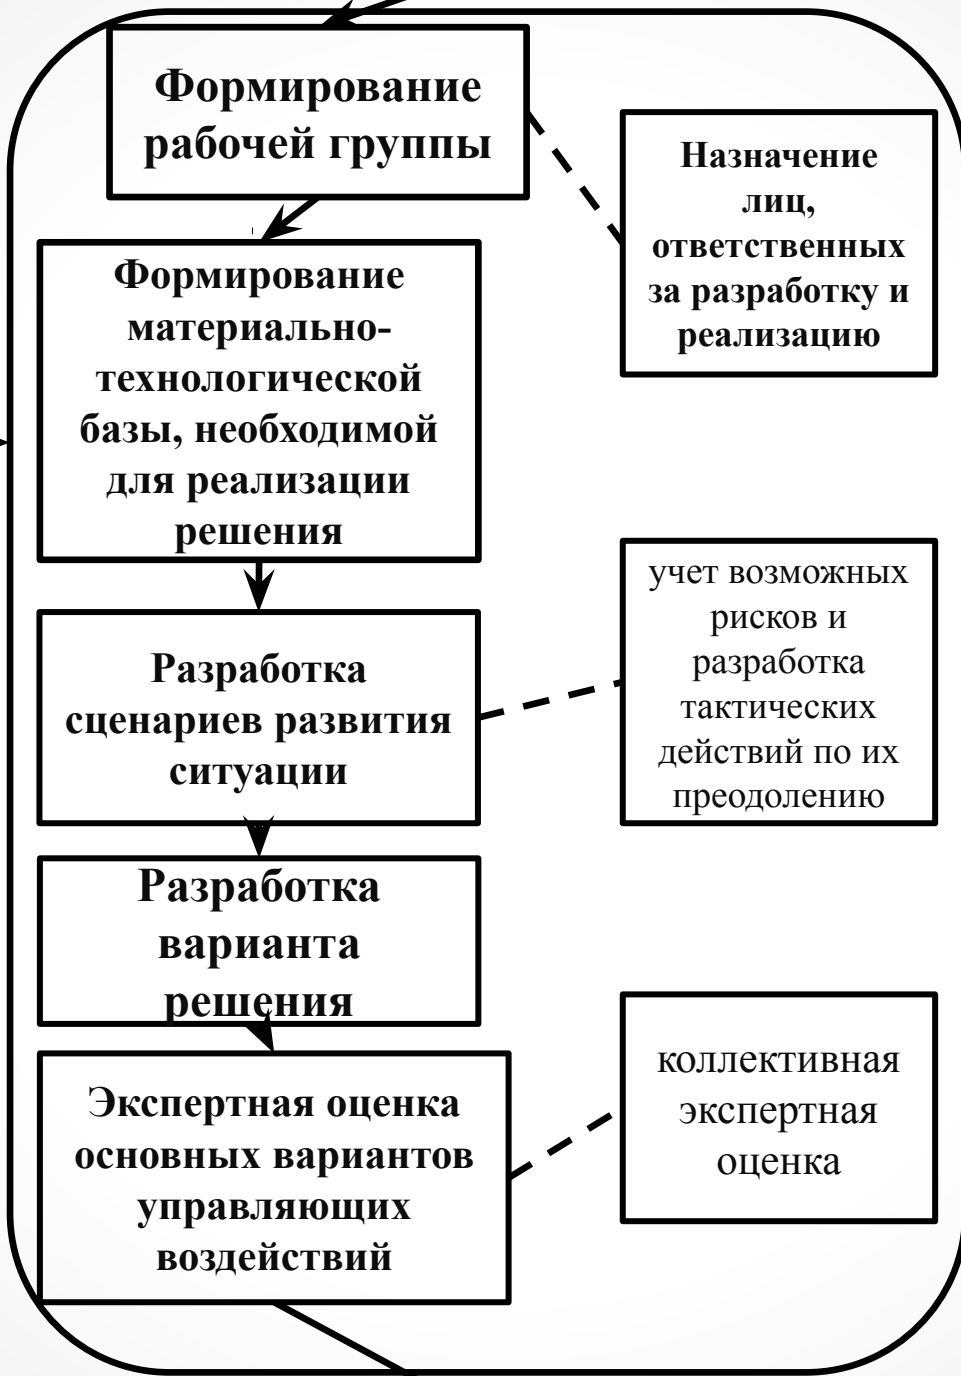 Формирование
рабочей группы
Назначение
лиц,
ответственных
за разработку и
реализацию
Формирование
материально-
технологической
базы, необходимой
для реализации
решения
Разработка
сценариев развития
ситуации
учет возможных
рисков и
разработка
тактических
действий по их
преодолению
Разработка
варианта
решения
Экспертная оценка
основных вариантов
управляющих
воздействий
коллективная
экспертная
оценка